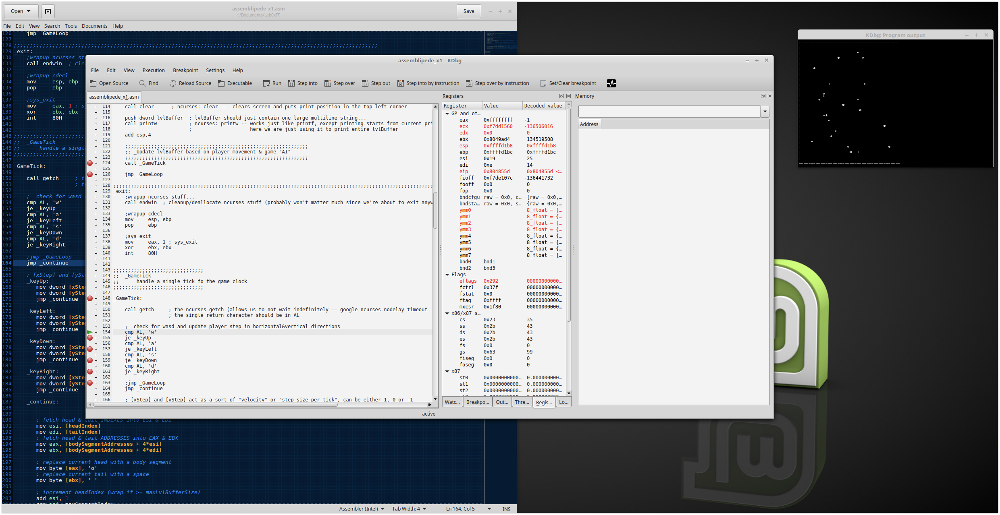 Open
assemblipede_x1.asm
~/Documents/Lab0xFF
Save
File Edit View Search Tools Documents Help
126 jmp _GameLoop
127
128 ;;;;;;;;;;;;;;;;;;;;;;;;;;;;;;;;;;;;;;;;;;;;;;;;;;
129 _exit:
130 ;wrapup ncurses
131 call endwin ;
132
133 ;wrapup cdecl
134 mov esp, ebp
135 pop ebp
136
137 ;sys_exit
138 mov eax, 1 ;
139 xor ebx, ebx
140 int 80H
141
142
143 ;;;;;;;;;;;;;;;;;;;;;;
144 ;; _GameTick
145 ;; handle a
146 ;;;;;;;;;;;;;;;;;;;;;;
147
148 _GameTick:
149
150 call getch ;
151 ;
152
153 ; check for wasd
154 cmp AL, 'w'
155 je _keyUp
156 cmp AL, 'a'
157 je _keyLeft
158 cmp AL, 's'
159 je _keyDown
160 cmp AL, 'd'
161 je _keyRight
162
163 ;jmp _GameLoop
164 jmp _continue
165
166 ; [xStep] and
167 _keyUp:
168 mov dword
169 mov dword
170 jmp _continue
171
172 _keyLeft:
173 mov dword
174 mov dword
175 jmp _continue
176
177 _keyDown:
178 mov dword
179 mov dword
180 jmp _continue
181
182 _keyRight:
183 mov dword
184 mov dword
185 jmp _continue
186
187 _continue:
188
189
190 ; fetch head & tail INDEXES into ESI & EDI
191 mov esi, [headIndex]
192 mov edi, [tailIndex]
193 ; fetch head & tail ADDRESSES into EAX & EBX
194 mov eax, [bodySegmentAddresses + 4*esi]
195 mov ebx, [bodySegmentAddresses + 4*edi]
196
197 ; replace current head with a body segment
198 mov byte [eax], 'o'
199 ; replace current tail with a space
200 mov byte [ebx], ' '
201
202 ; increment headIndex (wrap if >= maxLvlBufferSize)
203 add esi, 1
Assembler (Intel) Tab Width: 4 Ln 164, Col 5 INS
assemblipede_x1 – KDbg
File Edit View Execution Breakpoint Settings Help
Open Source Find Reload Source Executable Run Step into Step over Step out Step into by instruction Step over by instruction Set/Clear breakpoint
assemblipede_x1.asm
+ 114 call clear ; ncurses: clear -- clears screen and puts print position in the top left corner
+ 115
+ 116 push dword lvlBuffer ; lvlBuffer should just contain one large multiline string...
+ 117 call printw ; ncurses: printw -- works just like printf, except printing starts from current pri
+ 118 ; here we are just using it to print entire lvlBuffer
+ 119 add esp,4
+ 120
+ 121 ;;;;;;;;;;;;;;;;;;;;;;;;;;;;;;;;;;;;;;;;;;;;;;;;;;;;;;;;;;;;;;;
+ 122 ;; _Update lvlBuffer based on player movement & game "AI"
+ 123 ;;;;;;;;;;;;;;;;;;;;;;;;;;;;;;;;;;;;;;;;;;;;;;;;;;;;;;;;;;;;;;;
+ 124 call _GameTick
+ 125
+ 126 jmp _GameLoop
+ 127
+ 128 ;;;;;;;;;;;;;;;;;;;;;;;;;;;;;;;;;;;;;;;;;;;;;;;;;;
+ 129 _exit:
+ 130 ;wrapup ncurses stuff...
+ 131 call endwin ; cleanup/deallocate ncurses stuff (probably won't matter much since we're about to exit anyw
+ 132
+ 133 ;wrapup cdecl
+ 134 mov esp, ebp
+ 135 pop ebp
+ 136
+ 137 ;sys_exit
+ 138 mov eax, 1 ; sys_exit
+ 139 xor ebx, ebx
+ 140 int 80H
+ 141
+ 142
+ 143 ;;;;;;;;;;;;;;;;;;;;;;;;;;;;;;;
+ 144 ;; _GameTick
+ 145 ;; handle a single tick fo the game clock
+ 146 ;;;;;;;;;;;;;;;;;;;;;;;;;;;;;;;
+ 147
+ 148 _GameTick:
+ 149
+ 150 call getch ; the ncurses getch (allows us to not wait indefinitely -- google ncurses nodelay timeout
+ 151 ; the single return character should be in AL
+ 152
+ 153 ; check for wasd and update player step in horizontal&vertical directions
+ 154 cmp AL, 'w'
+ 155 je _keyUp
+ 156 cmp AL, 'a'
+ 157 je _keyLeft
+ 158 cmp AL, 's'
+ 159 je _keyDown
+ 160 cmp AL, 'd'
+ 161 je _keyRight
+ 162
+ 163 ;jmp _GameLoop
+ 164 jmp _continue
+ 165
+ 166 ; [xStep] and [yStep] act as a sort of "velocity" or "step size per tick", can be either 1, 0 or -1
Registers
Register Value Decoded value
GP and ot...
eax 0xffffffff -1
ecx 0xf7dd1560 -136506016
edx 0x0 0
ebx 0x8049ad4 134519508
esp 0xffffd1b8 0xffffd1b8
ebp 0xffffd1bc 0xffffd1bc
esi 0x19 25
edi 0xe 14
eip 0x804855d 0x804855d <...
fioff 0xf7de107c -136441732
fooff 0x0 0
fop 0x0 0
bndcfgu raw = 0x0, c... {raw = 0x0,...
bndsta... raw = 0x0, s... {raw = 0x0,...
ymm0 8_float = {...
ymm1 8_float = {...
ymm2 8_float = {...
ymm3 8_float = {...
ymm4 8_float = {...
ymm5 8_float = {...
ymm6 8_float = {...
ymm7 8_float = {...
bnd0 bnd1
bnd2 bnd3
Flags
eflags 0x292 00000000000...
fctrl 0x37f 00000000000...
fstat 0x0 00000000000...
ftag 0xffff 00000000000...
mxcsr 0x1f80 00000000000...
x86/x87 s...
cs 0x23 35
ss 0x2b 43
ds 0x2b 43
es 0x2b 43
fs 0x0 0
gs 0x63 99
fiseg 0x0 0
foseg 0x0 0
x87
st0 0x0000000000... 0.000000000...
st1 0x0000000000... 0.000000000...
st2 0x0000000000... 0.000000000...
Watc... Breakpo... Out... Thre... Regis... Lo...
active
Memory
Address
KDbg: Program output
@